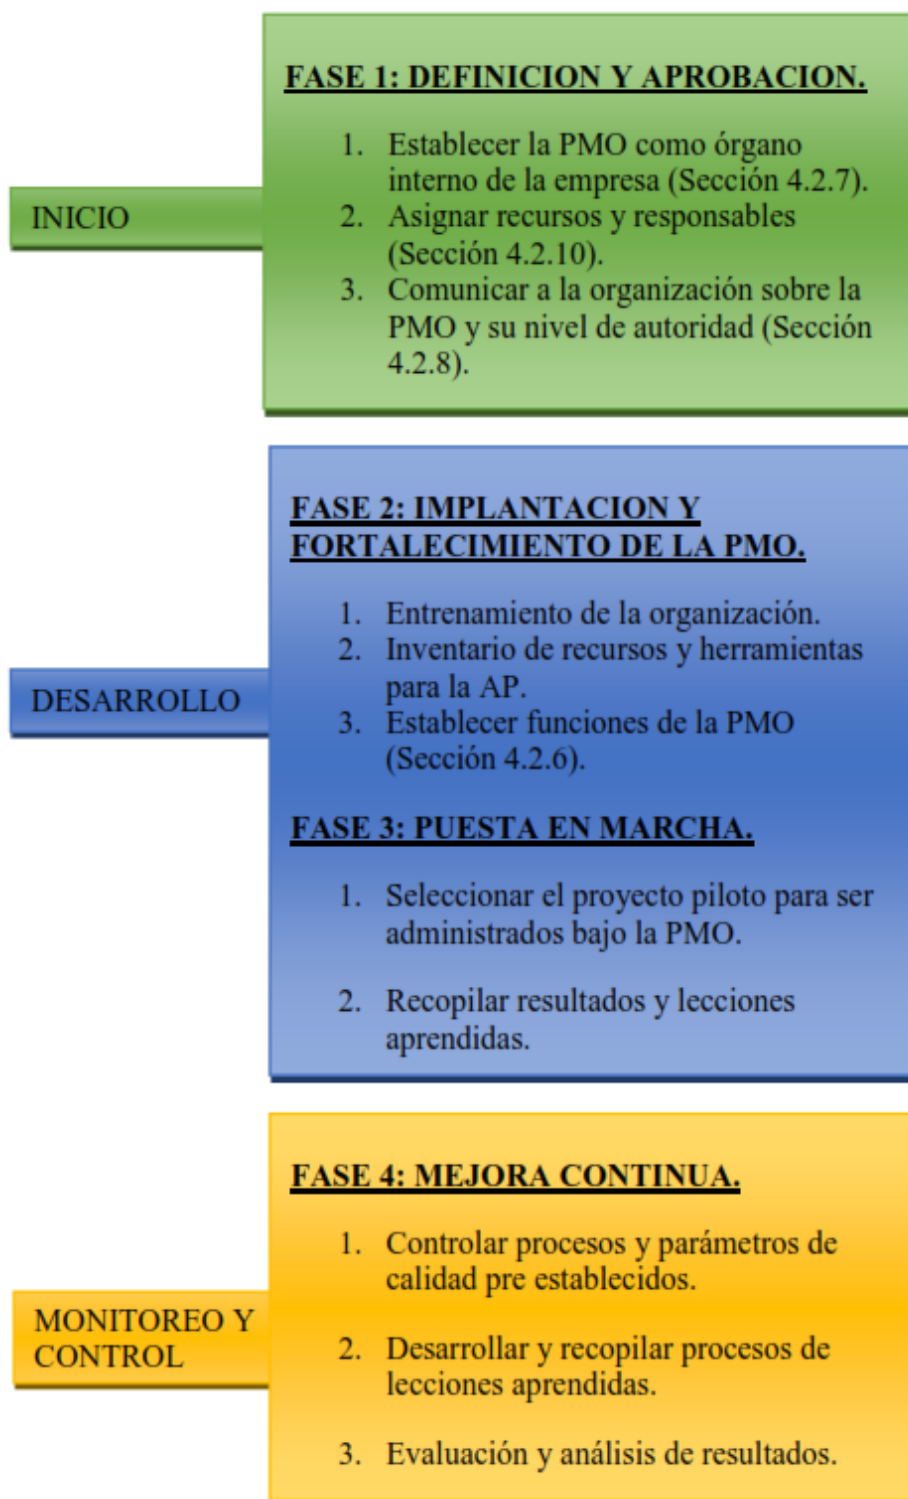 INICIO
FASE 1: DEFINICION Y APROBACION.
1. Establecer la PMO como órgano
interno de la empresa (Sección 4.2.7).
2. Asignar recursos y responsables
(Sección 4.2.10).
3. Comunicar a la organización sobre la
PMO y su nivel de autoridad (Sección
4.2.8).
DESARROLLO
FASE 2: IMPLANTACION Y
FORTALECIMIENTO DE LA PMO.
1. Entrenamiento de la organización.
2. Inventario de recursos y herramientas
para la AP.
3. Establecer funciones de la PMO
(Sección 4.2.6).
FASE 3: PUESTA EN MARCHA.
1. Seleccionar el proyecto piloto para ser
administrados bajo la PMO.
2. Recopilar resultados y lecciones
aprendidas.
MONITOREO Y
CONTROL
FASE 4: MEJORA CONTINUA.
1. Controlar procesos y parámetros de
calidad pre establecidos.
2. Desarrollar y recopilar procesos de
lecciones aprendidas.
3. Evaluación y análisis de resultados.